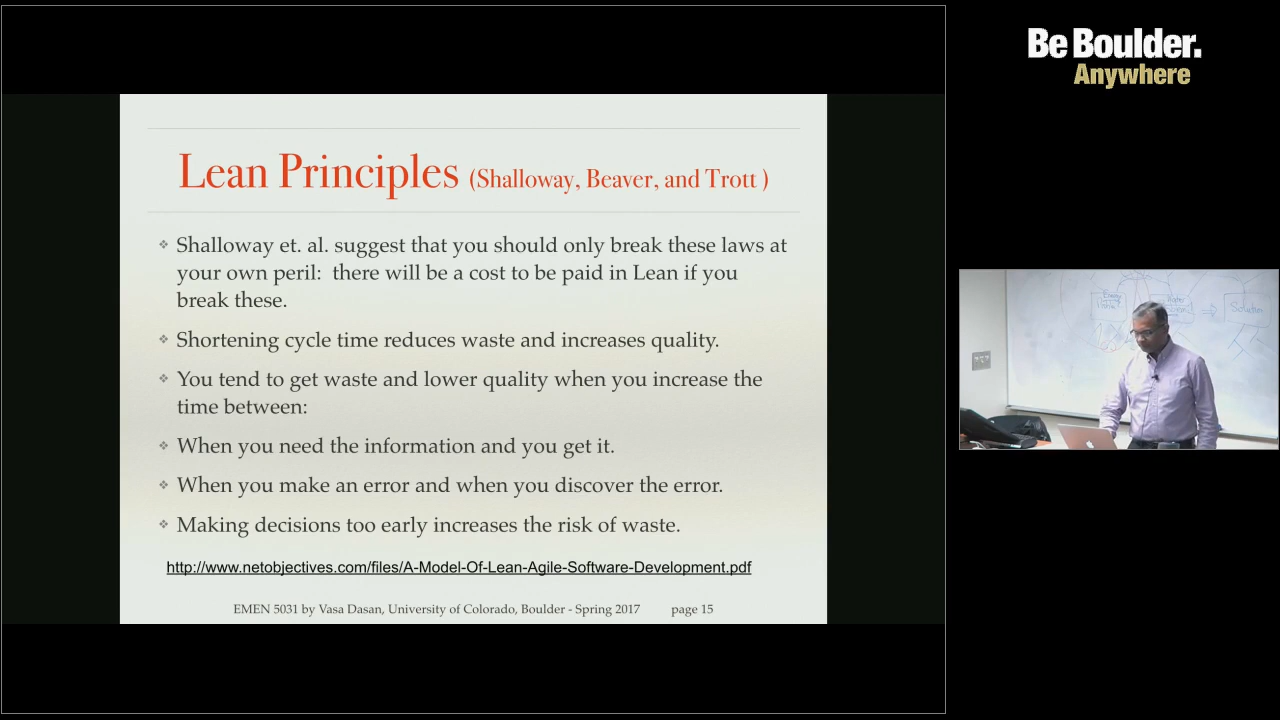 Be Boulder.
Anywhere
Lean Principles (Shalloway, Beaver, and Trott )
❖ Shalloway et. al. suggest that you should only break these laws at
your own peril:  there will be a cost to be paid in Lean if you
break these.
❖ Shortening cycle time reduces waste and increases quality.
❖ You tend to get waste and lower quality when you increase the
time between:
❖ When you need the information and you get it.
❖ When you make an error and when you discover the error.
❖ Making decisions too early increases the risk of waste.
http://www.netobjectives.com/files/A-Model-Of-Lean-Agile-Software-Development.pdf
EMEN 5031 by Vasa Dasan, University of Colorado, Boulder - Spring 2017 page 15
Energy
Water
Solution